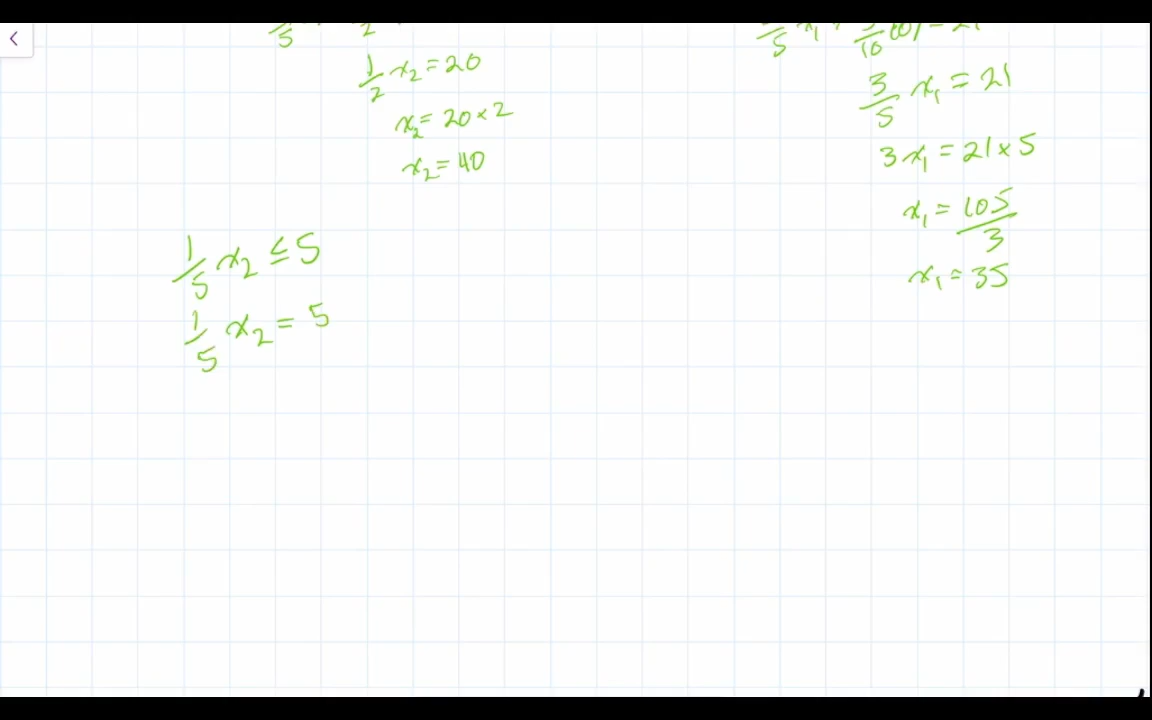 1/2 x₂ = 20
x₂ = 20 × 2
x₂ = 40
1/5 x₂ ≤ 5
1/5 x₂ = 5
3/5 x₁ = 21
3x₁ = 21 × 5
x₁ = 105/3
x₁ = 35